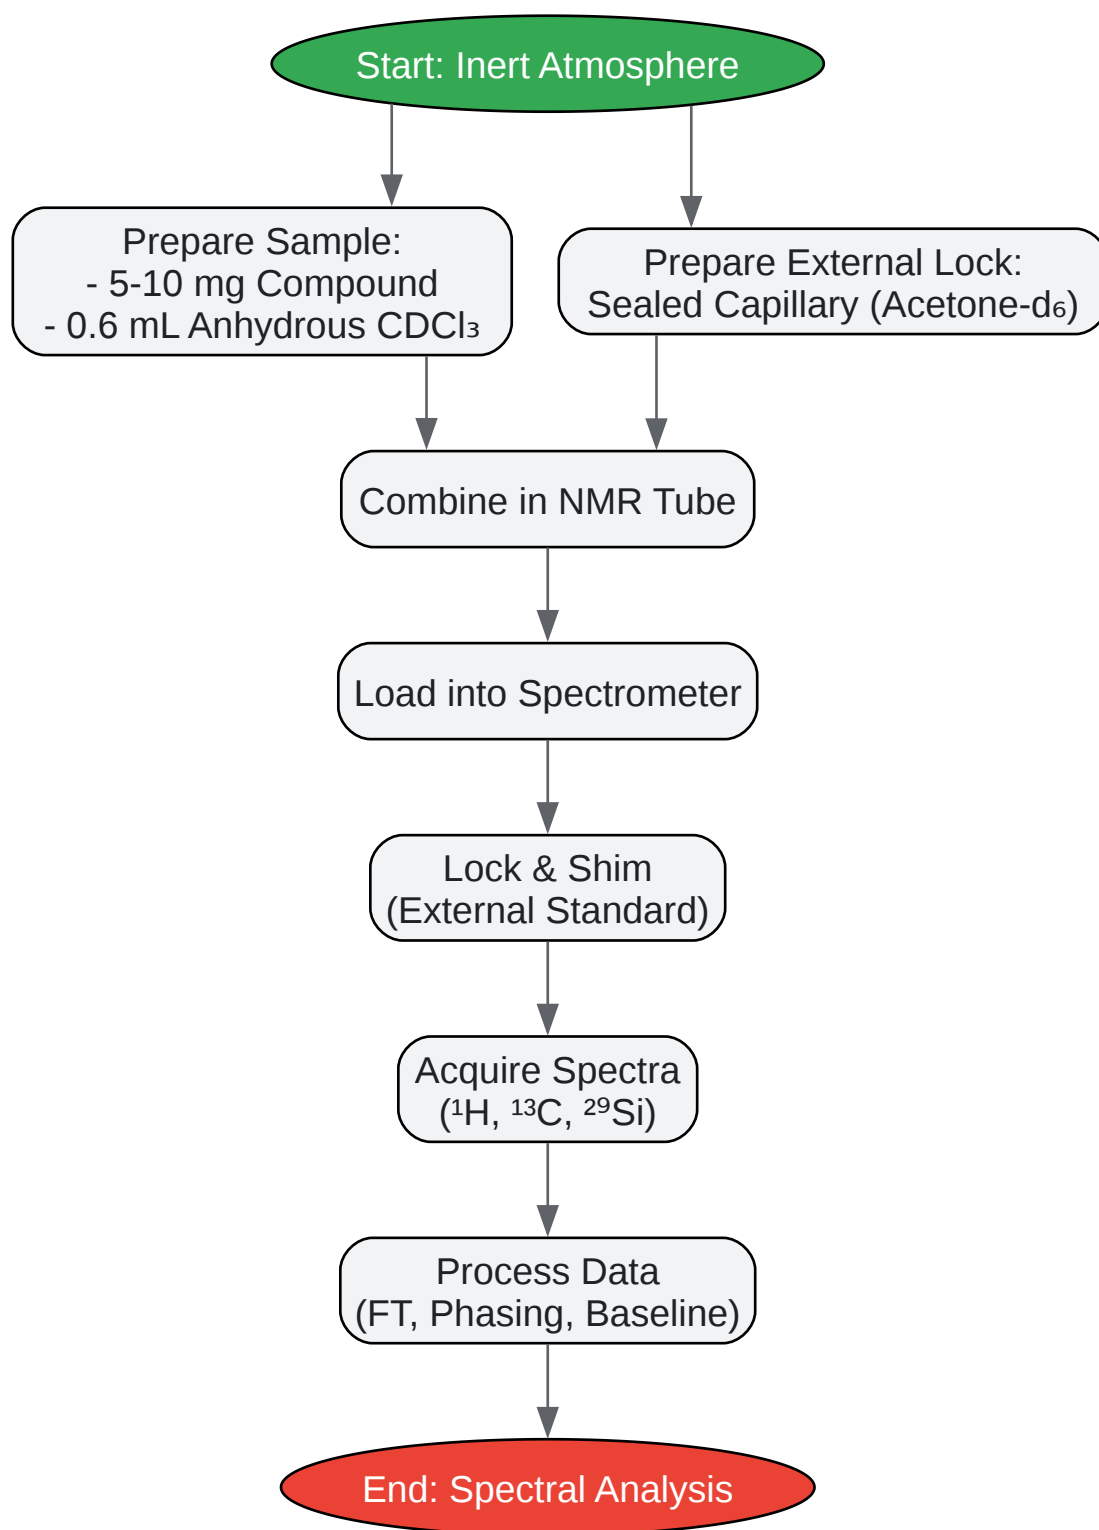 Start: Inert Atmosphere
Prepare Sample:
- 5-10 mg Compound
- 0.6 mL Anhydrous CDCl₃
Prepare External Lock:
Sealed Capillary (Acetone-d₆)
Combine in NMR Tube
Load into Spectrometer
Lock & Shim
(External Standard)
Acquire Spectra
(¹H, ¹³C, ²⁹Si)
Process Data
(FT, Phasing, Baseline)
End: Spectral Analysis